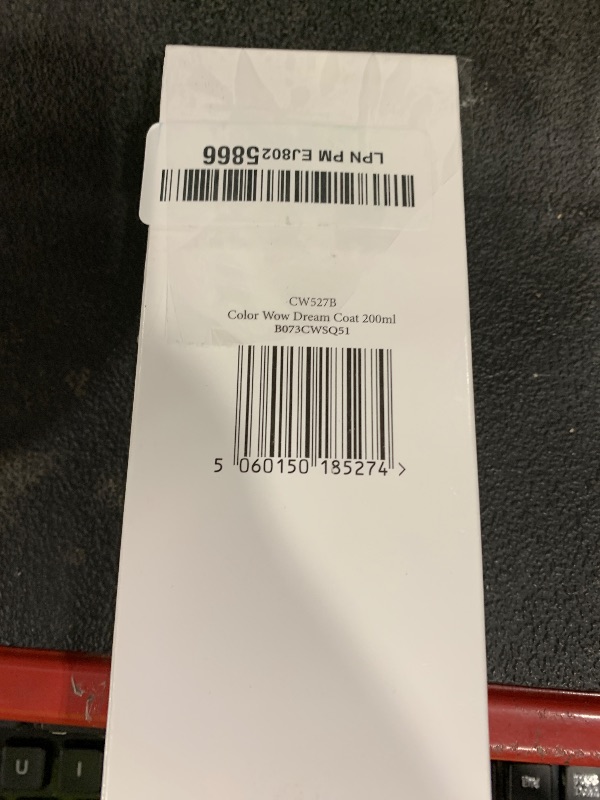 LPN PM EJ8025866
CW527B
Color Wow Dream Coat 200ml
B073CWSQ51
5 060150 185274 >
U I